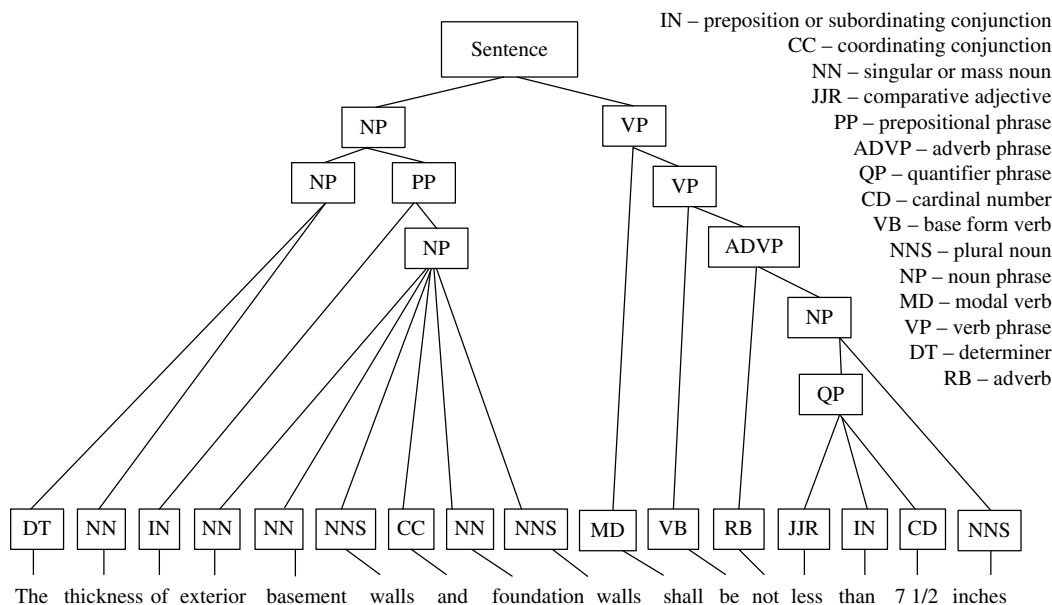 IN – preposition or subordinating conjunction
CC – coordinating conjunction
NN – singular or mass noun
JJR – comparative adjective
PP – prepositional phrase
ADVP – adverb phrase
QP – quantifier phrase
CD – cardinal number
VB – base form verb
NNS – plural noun
NP – noun phrase
MD – modal verb
VP – verb phrase
DT – determiner
RB – adverb
Sentence
NP VP
NP PP VP
NP ADVP
NP
QP
DT NN IN NN NN NNS CC NN NNS MD VB RB JJR IN CD NNS
The thickness of exterior basement walls and foundation walls shall be not less than 7 1/2 inches